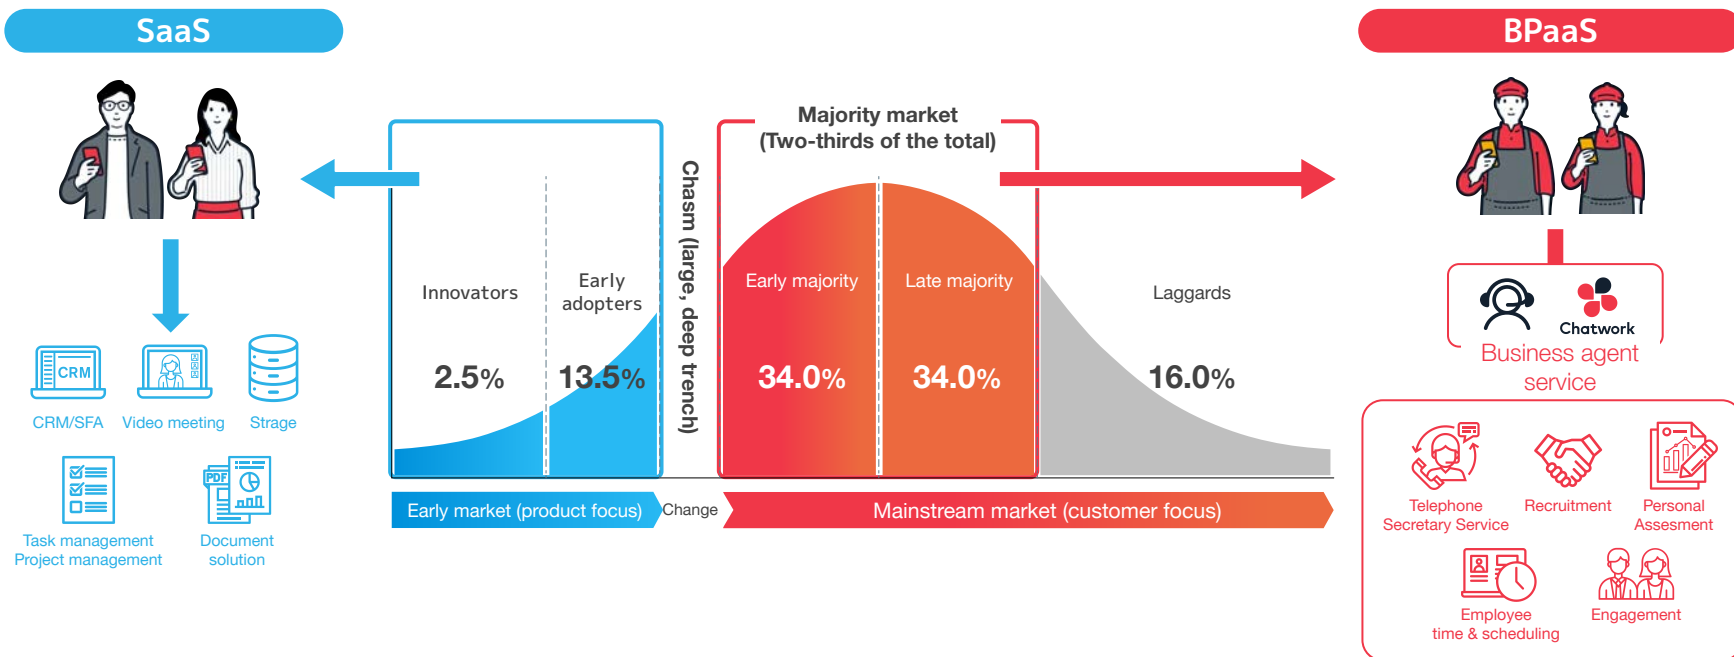 SaaS
BPaaS
Majority market
(Two-thirds of the total)
Chasm (large, deep trench)
Innovators
2.5%
Early
adopters
13.5%
Early majority
34.0%
Late majority
34.0%
Laggards
16.0%
Early market (product focus)
Change
Mainstream market (customer focus)
CRM
CRM/SFA
Video meeting
Strage
Task management
Project management
PDF
Document
solution
Chatwork
Business agent
service
Telephone
Secretary Service
Recruitment
Personal
Assesment
Employee
time & scheduling
Engagement